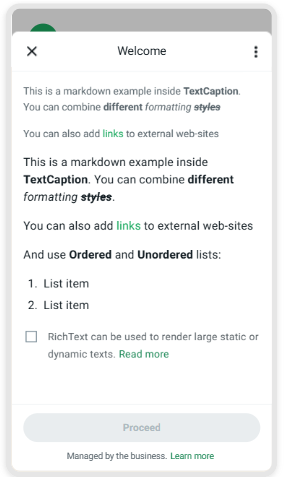 Welcome
This is a markdown example inside TextCaption.
You can combine different formatting styles
You can also add links to external web-sites
This is a markdown example inside
TextCaption. You can combine different
formatting styles.
You can also add links to external web-sites
And use Ordered and Unordered lists:
1. List item
2. List item
RichText can be used to render large static or
dynamic texts. Read more
Proceed
Managed by the business. Learn more